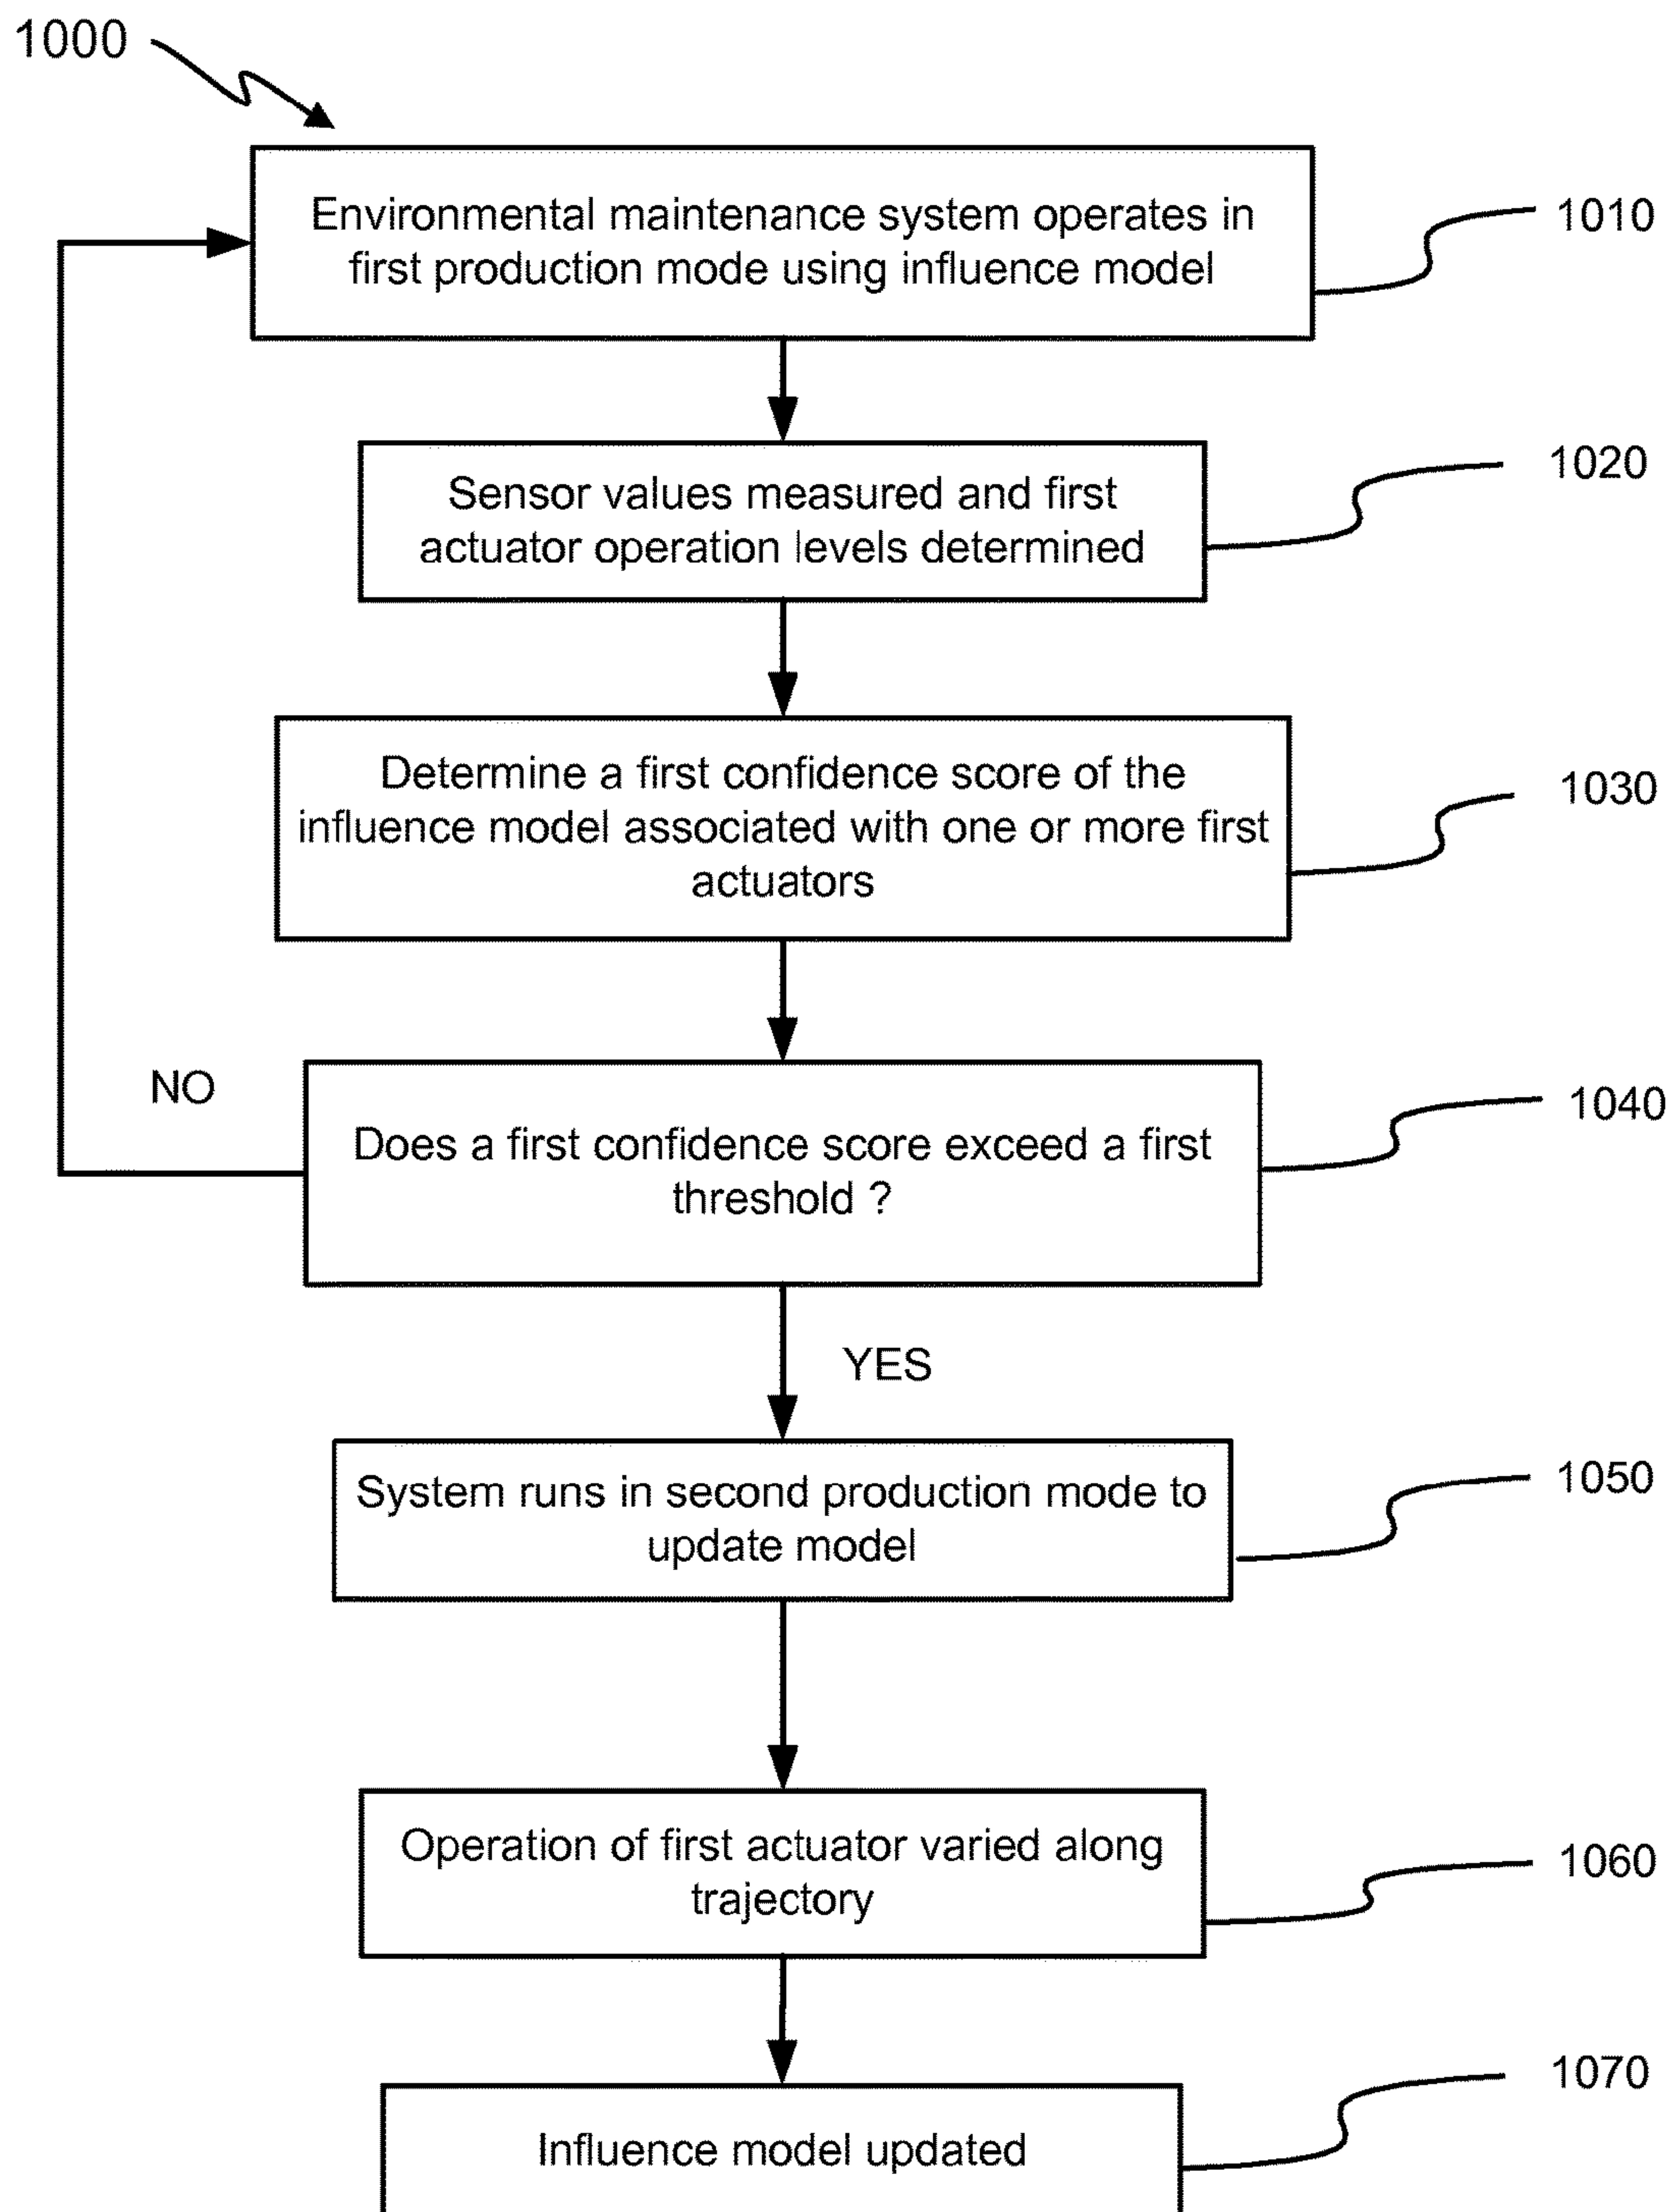 1000
Environmental maintenance system operates in
first production mode using influence model
1010
Sensor values measured and first
actuator operation levels determined
1020
Determine a first confidence score of the
influence model associated with one or more first
actuators
1030
NO
Does a first confidence score exceed a first
threshold ?
1040
YES
System runs in second production mode to
update model
1050
Operation of first actuator varied along
trajectory
1060
Influence model updated
1070